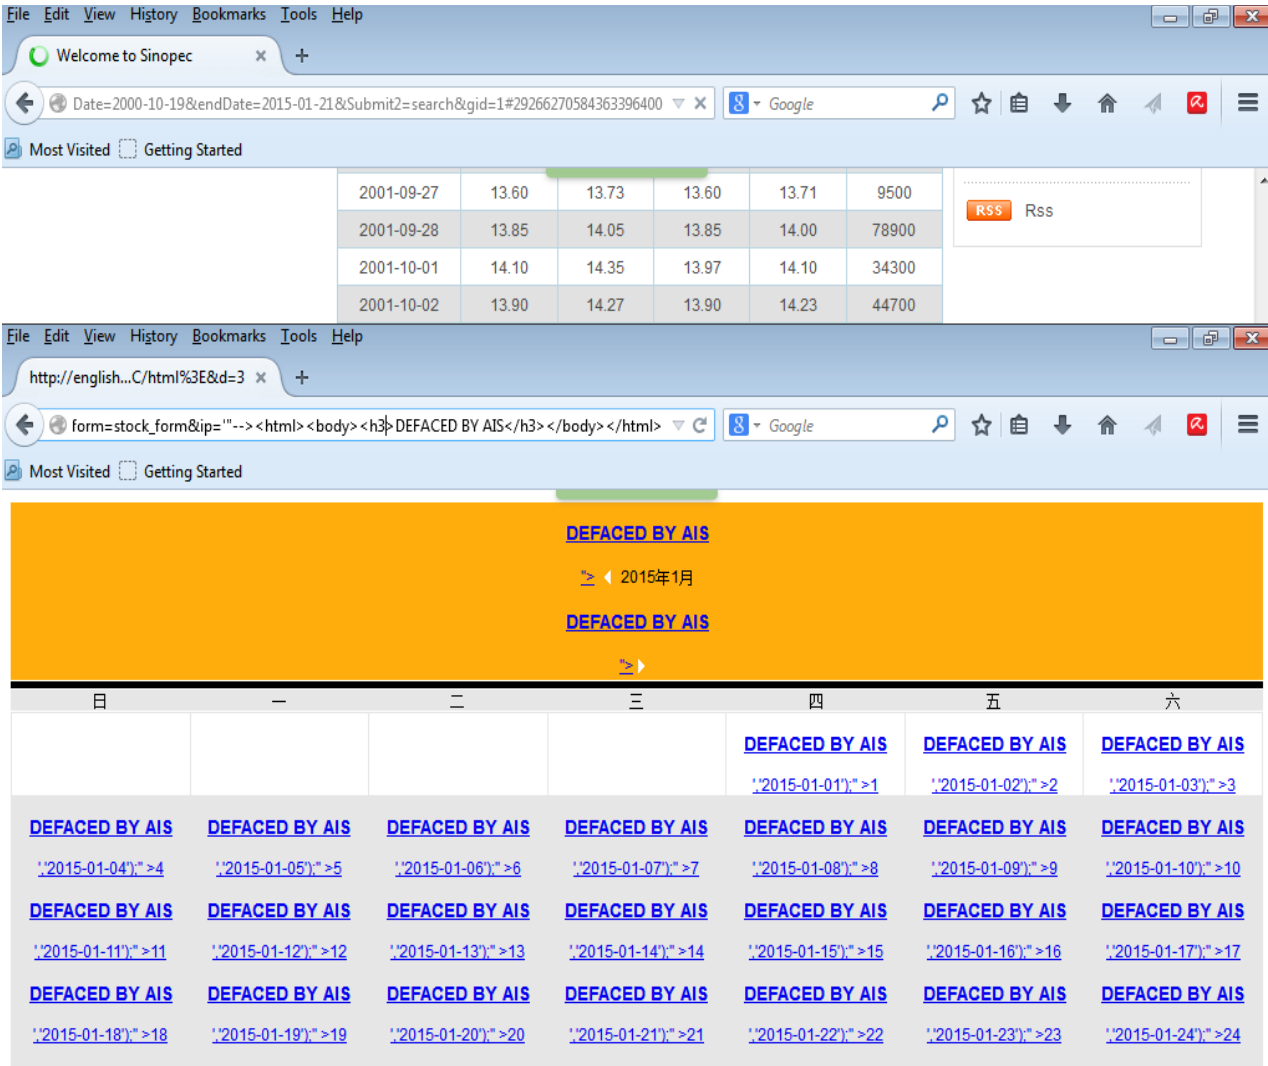 File Edit View History Bookmarks Tools Help
Welcome to Sinopec × +
Date=2000-10-19&endDate=2015-01-21&Submit2=search&gid=1#29266270584363396400 8 Google
Most Visited Getting Started
2001-09-27 13.60 13.73 13.60 13.71 9500
RSS Rss
2001-09-28 13.85 14.05 13.85 14.00 78900
2001-10-01 14.10 14.35 13.97 14.10 34300
2001-10-02 13.90 14.27 13.90 14.23 44700
File Edit View History Bookmarks Tools Help
http://english...C/html%3E&d=3 × +
form=stock_form&ip='"--><html><body><h3>DEFACED BY AIS</h3></body></html> 8 Google
Most Visited Getting Started
DEFACED BY AIS
"> 2015年1月
DEFACED BY AIS
">
日 一 二 三 四 五 六
DEFACED BY AIS DEFACED BY AIS DEFACED BY AIS
','2015-01-01');" >1 ','2015-01-02');" >2 ','2015-01-03');" >3
DEFACED BY AIS DEFACED BY AIS DEFACED BY AIS DEFACED BY AIS DEFACED BY AIS DEFACED BY AIS DEFACED BY AIS
','2015-01-04');" >4 ','2015-01-05');" >5 ','2015-01-06');" >6 ','2015-01-07');" >7 ','2015-01-08');" >8 ','2015-01-09');" >9 ','2015-01-10');" >10
DEFACED BY AIS DEFACED BY AIS DEFACED BY AIS DEFACED BY AIS DEFACED BY AIS DEFACED BY AIS DEFACED BY AIS
','2015-01-11');" >11 ','2015-01-12');" >12 ','2015-01-13');" >13 ','2015-01-14');" >14 ','2015-01-15');" >15 ','2015-01-16');" >16 ','2015-01-17');" >17
DEFACED BY AIS DEFACED BY AIS DEFACED BY AIS DEFACED BY AIS DEFACED BY AIS DEFACED BY AIS DEFACED BY AIS
','2015-01-18');" >18 ','2015-01-19');" >19 ','2015-01-20');" >20 ','2015-01-21');" >21 ','2015-01-22');" >22 ','2015-01-23');" >23 ','2015-01-24');" >24